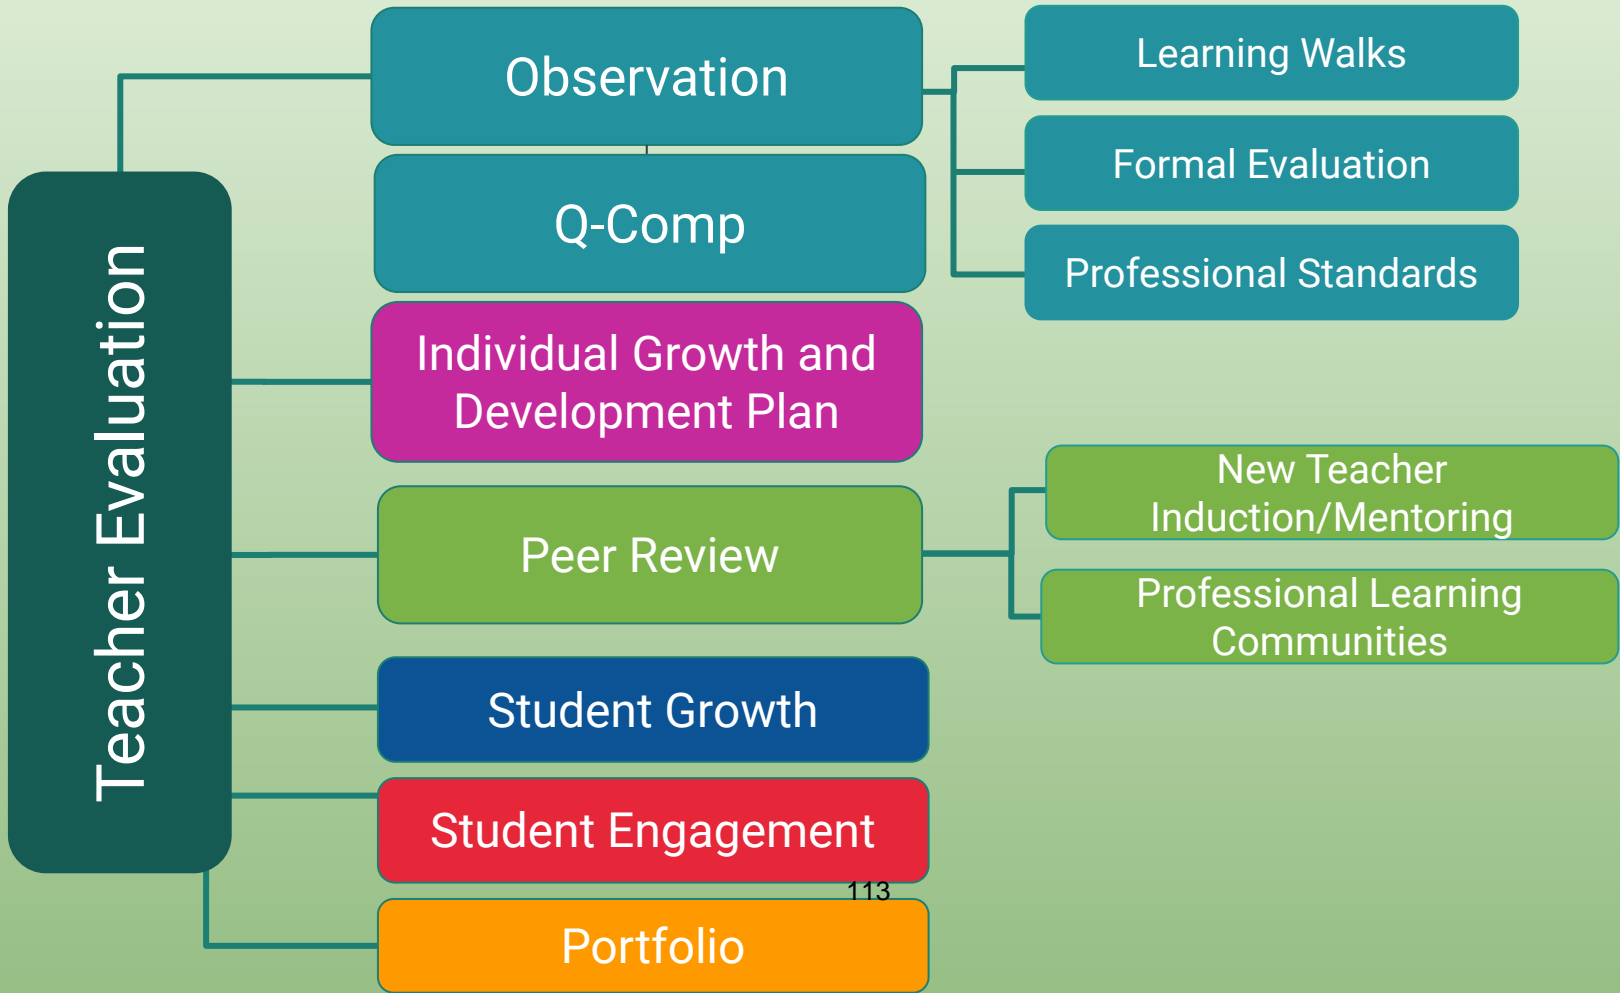 Teacher Evaluation
Observation
Learning Walks
Formal Evaluation
Professional Standards
Q-Comp
Individual Growth and
Development Plan
Peer Review
New Teacher
Induction/Mentoring
Professional Learning
Communities
Student Growth
Student Engagement
113
Portfolio